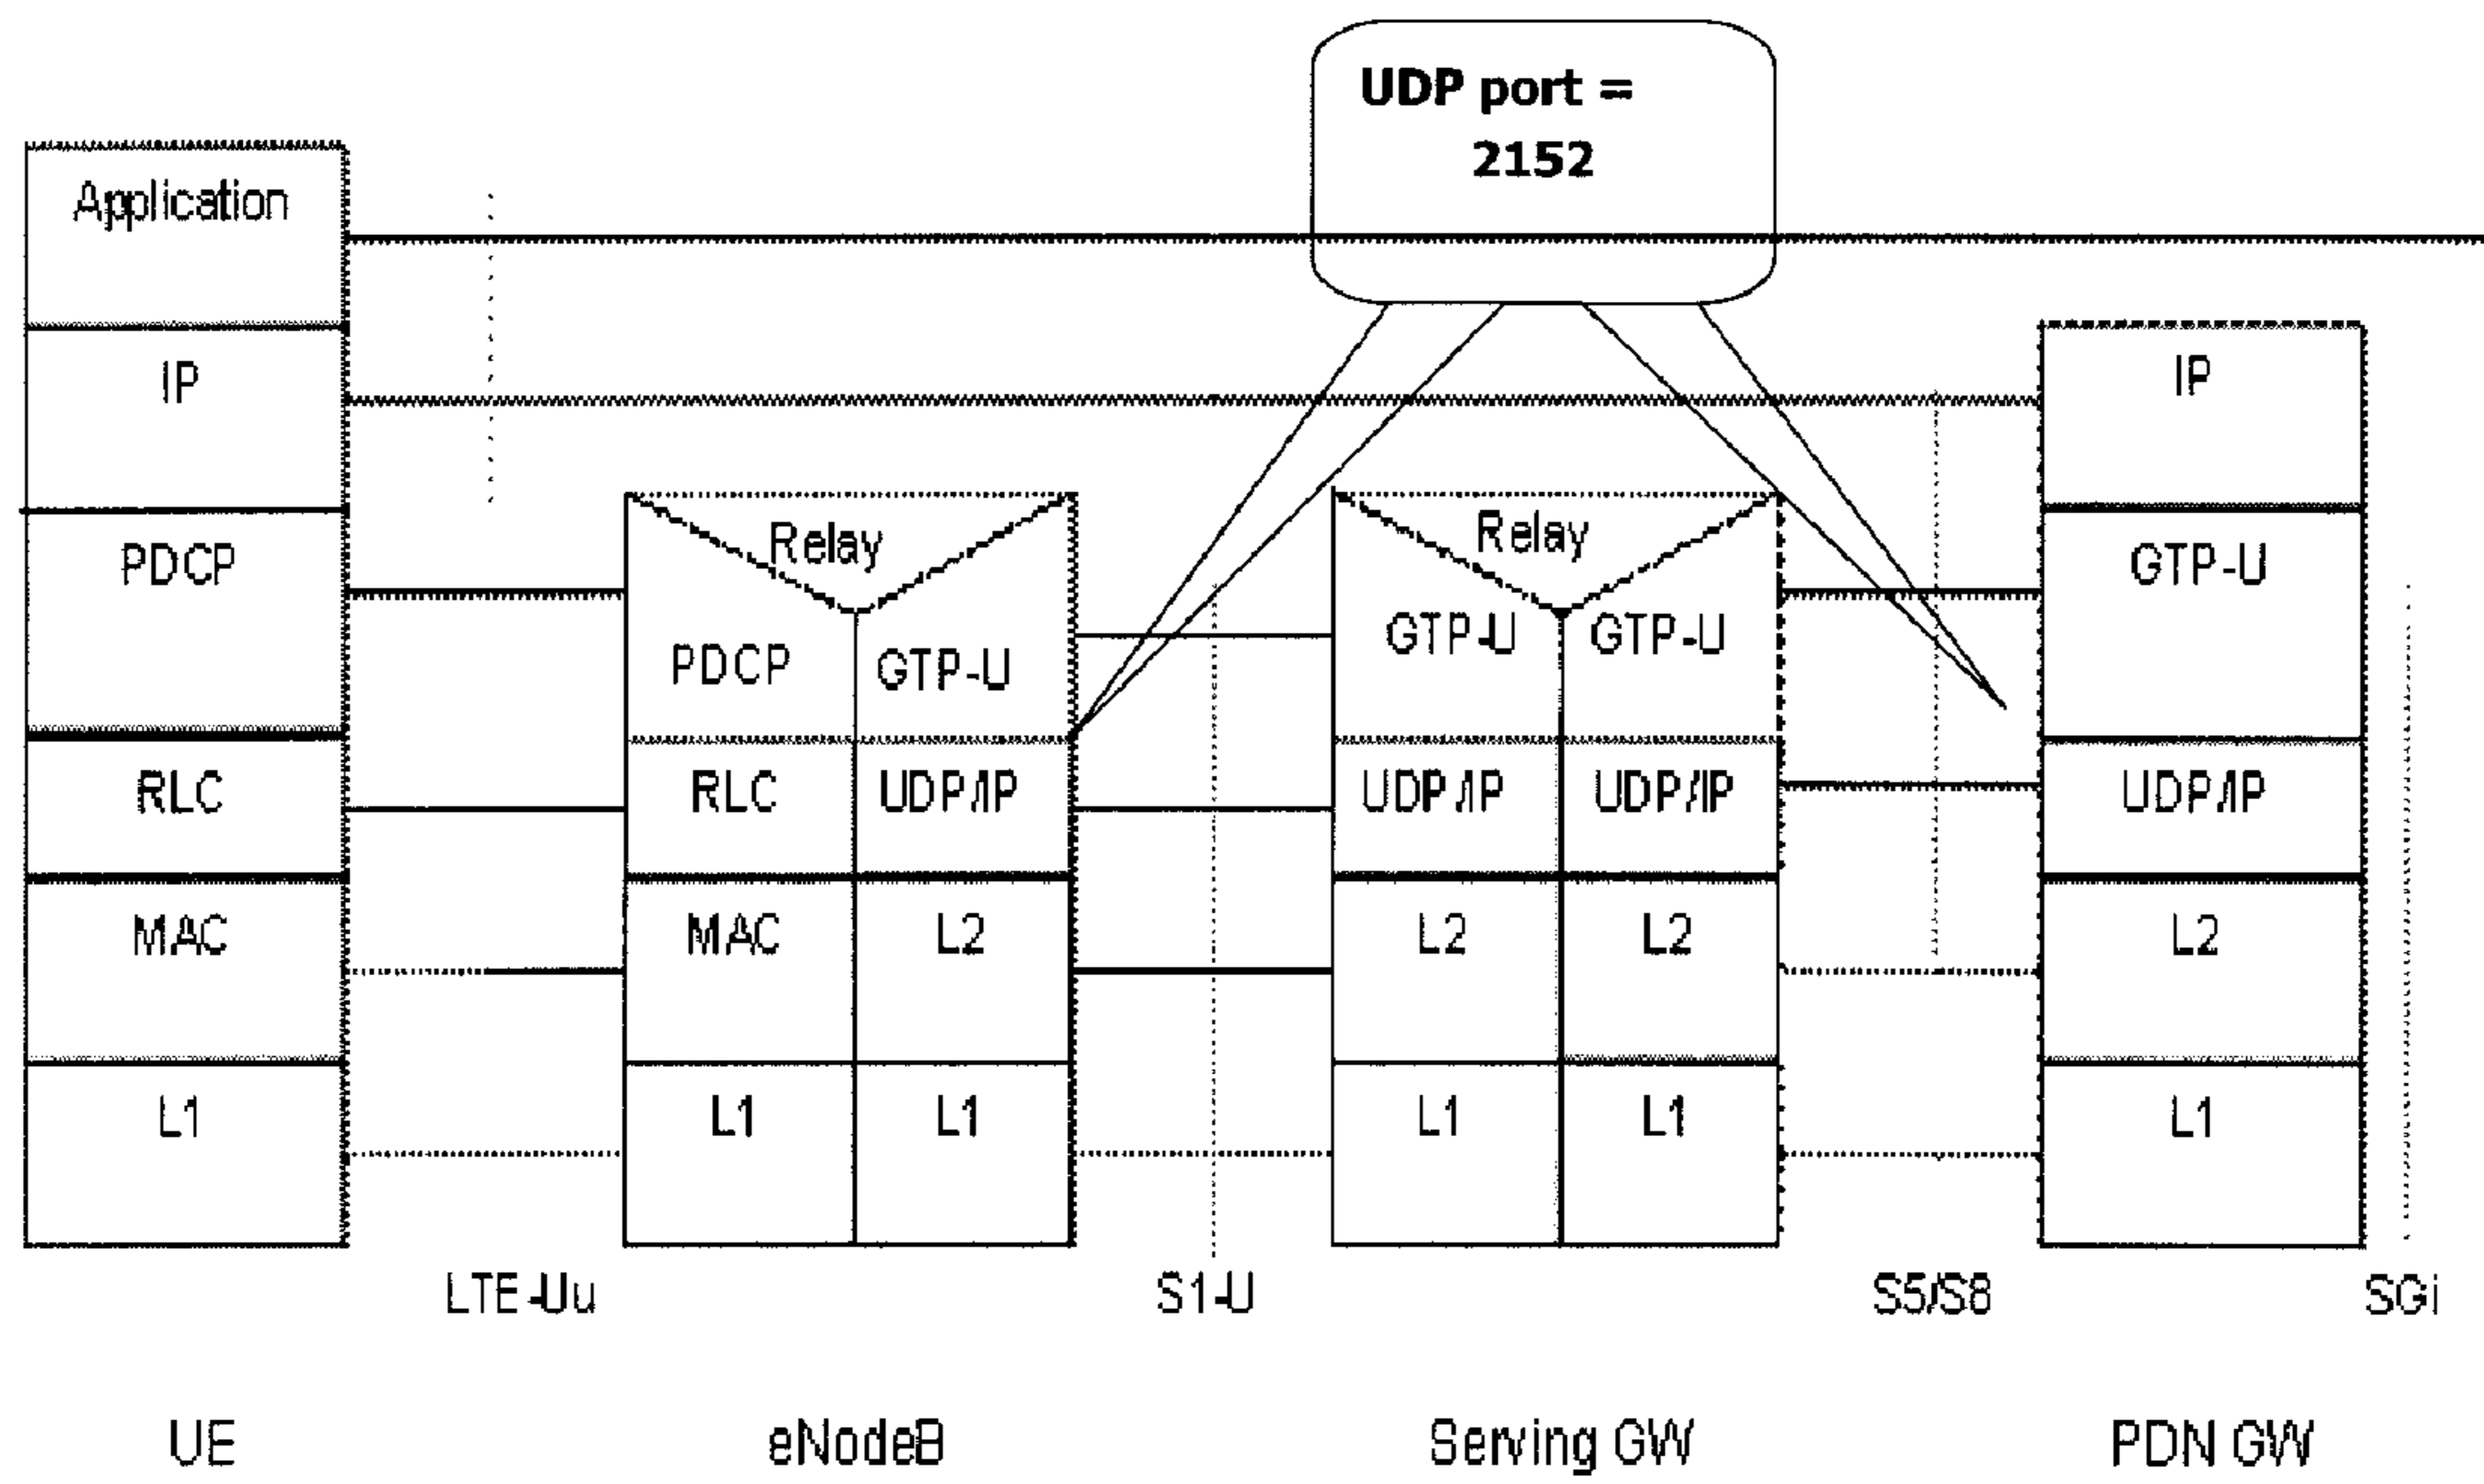 UDP port =
2152
Application
IP
IP
Relay
Relay
PDCP
GTP-U
PDCP
GTP-U
GTP-U
GTP-U
RLC
RLC
UDP/IP
UDP/IP
UDP/IP
UDP/IP
MAC
MAC
L2
L2
L2
L2
L1
L1
L1
L1
L1
L1
LTE-Uu
S1-U
S5/S8
SGi
UE
eNodeB
Serving GW
PDN GW